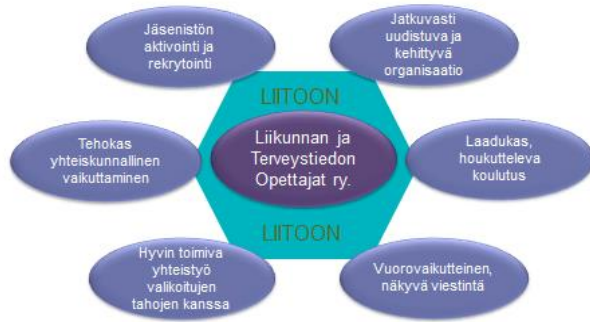 Jäsenistön
aktivointi ja
rekrytointi
Jatkuvasti
uudistuva ja
kehittyvä
organisaatio
LIITOON
Tehokas
yhteiskunnallinen
vaikuttaminen
Liikunnan ja
Terveystiedon
Opettajat ry.
Laadukas,
houkutteleva
koulutus
LIITOON
Hyvin toimiva
yhteistyö
valikoitujen
tahojen kanssa
Vuorovaikutteinen,
näkyvä viestintä